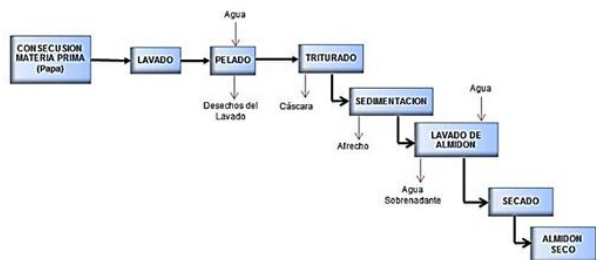 Agua
CONSECUSION
MATERIA PRIMA
(Papa)
LAVADO
PELADO
TRITURADO
Desechos del
Lavado
Cáscara
SEDIMENTACION
Agua
Afrecho
LAVADO DE
ALMIDON
Agua
Sobrenadante
SECADO
ALMIDON
SECO